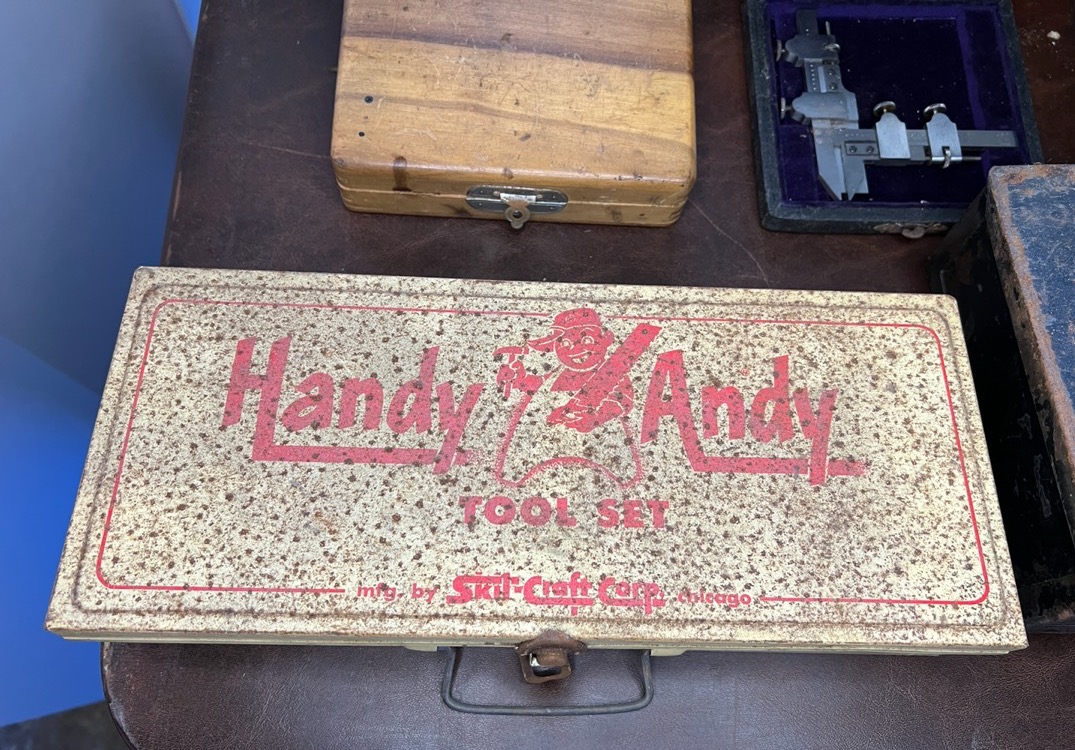 Handy Andy
TOOL SET
mfg. by Skil-Craft Corp. chicago